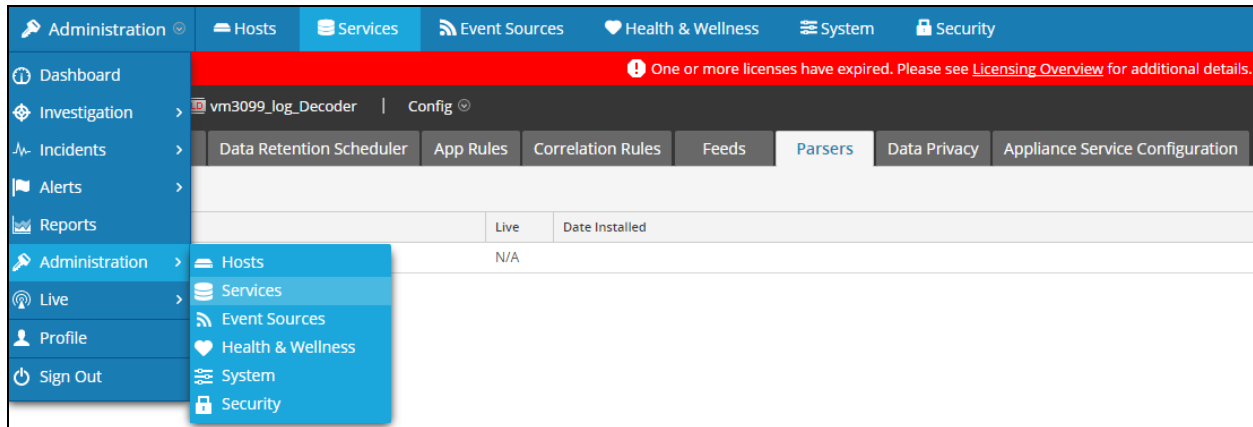 Administration Hosts Services Event Sources Health & Wellness System Security
Dashboard
One or more licenses have expired. Please see Licensing Overview for additional details.
Investigation
LD vm3099_log_Decoder | Config
Incidents
Data Retention Scheduler App Rules Correlation Rules Feeds Parsers Data Privacy Appliance Service Configuration
Alerts
Reports
Live Date Installed
Administration
N/A
Hosts
Live
Services
Event Sources
Profile
Health & Wellness
Sign Out
System
Security